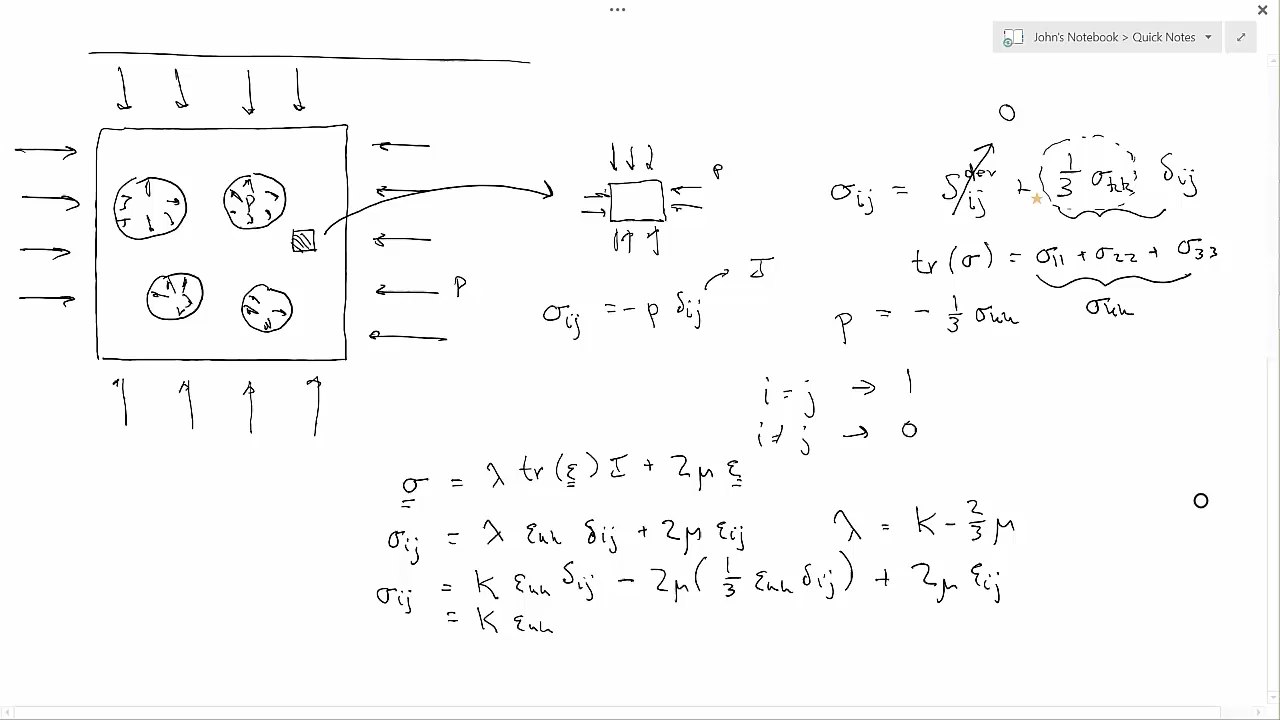 ...
John's Notebook > Quick Notes
0
σij = Sij^dev + (1/3 σkk) δij
p
p
tr(σ) = σ11 + σ22 + σ33
I
σkk
p
σij = -p δij
p = -1/3 σkk
i = j → 1
i ≠ j → 0
σ = λ tr(ε) I + 2μ ε
σij = λ εkk δij + 2μ εij
λ = K - 2/3 μ
σij = K εkk δij - 2μ(1/3 εkk δij) + 2μ εij
= K εkk